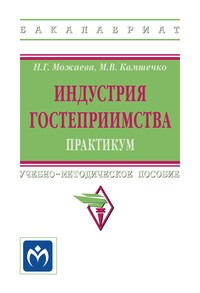 БАКАЛАВРИАТ
Н.Г. Можаева, М.В. Камшечко
ИНДУСТРИЯ
ГОСТЕПРИИМСТВА
ПРАКТИКУМ
УЧЕБНО-МЕТОДИЧЕСКОЕ ПОСОБИЕ